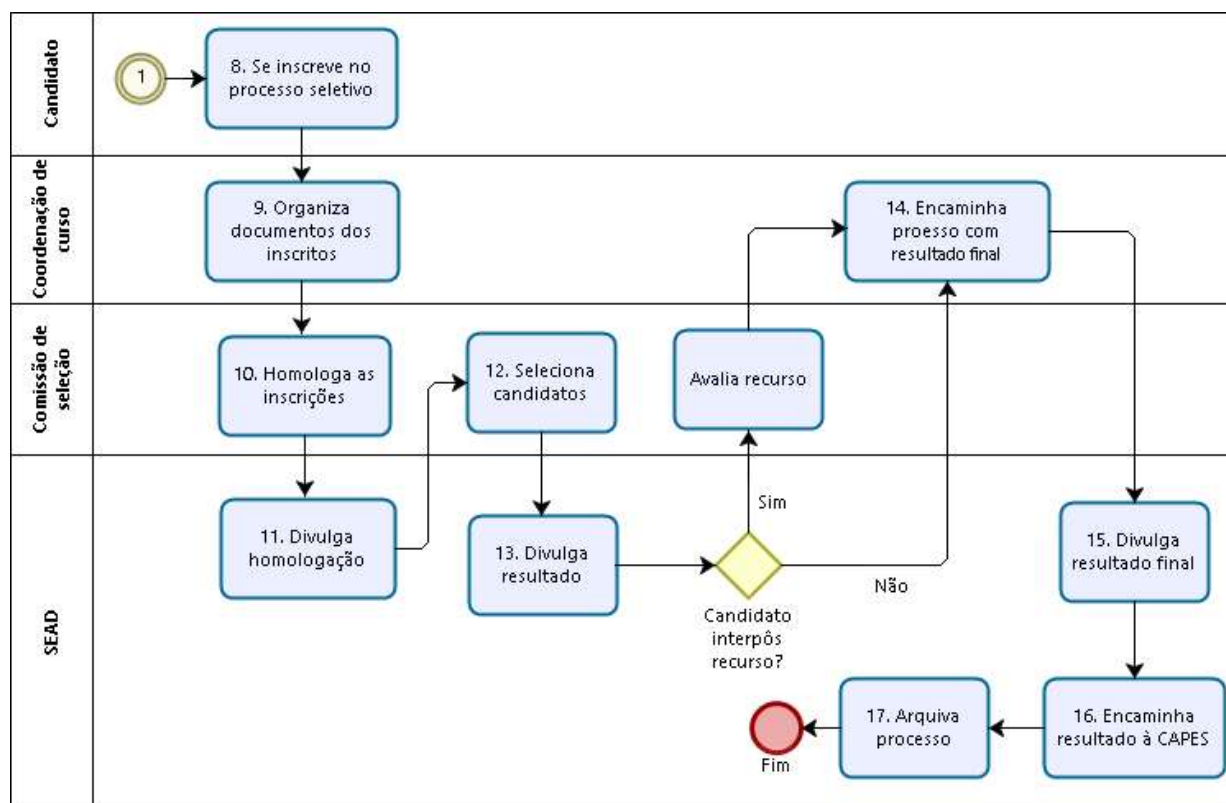 Candidato
1
8. Se inscreve no
processo seletivo
Coordenação de
curso
9. Organiza
documentos dos
inscritos
14. Encaminha
proesso com
resultado final
Comissão de
seleção
10. Homologa as
inscrições
12. Seleciona
candidatos
Avalia recurso
SEAD
11. Divulga
homologação
13. Divulga
resultado
Sim
Não
Candidato
interpôs
recurso?
15. Divulga
resultado final
16. Encaminha
resultado à CAPES
17. Arquiva
processo
Fim